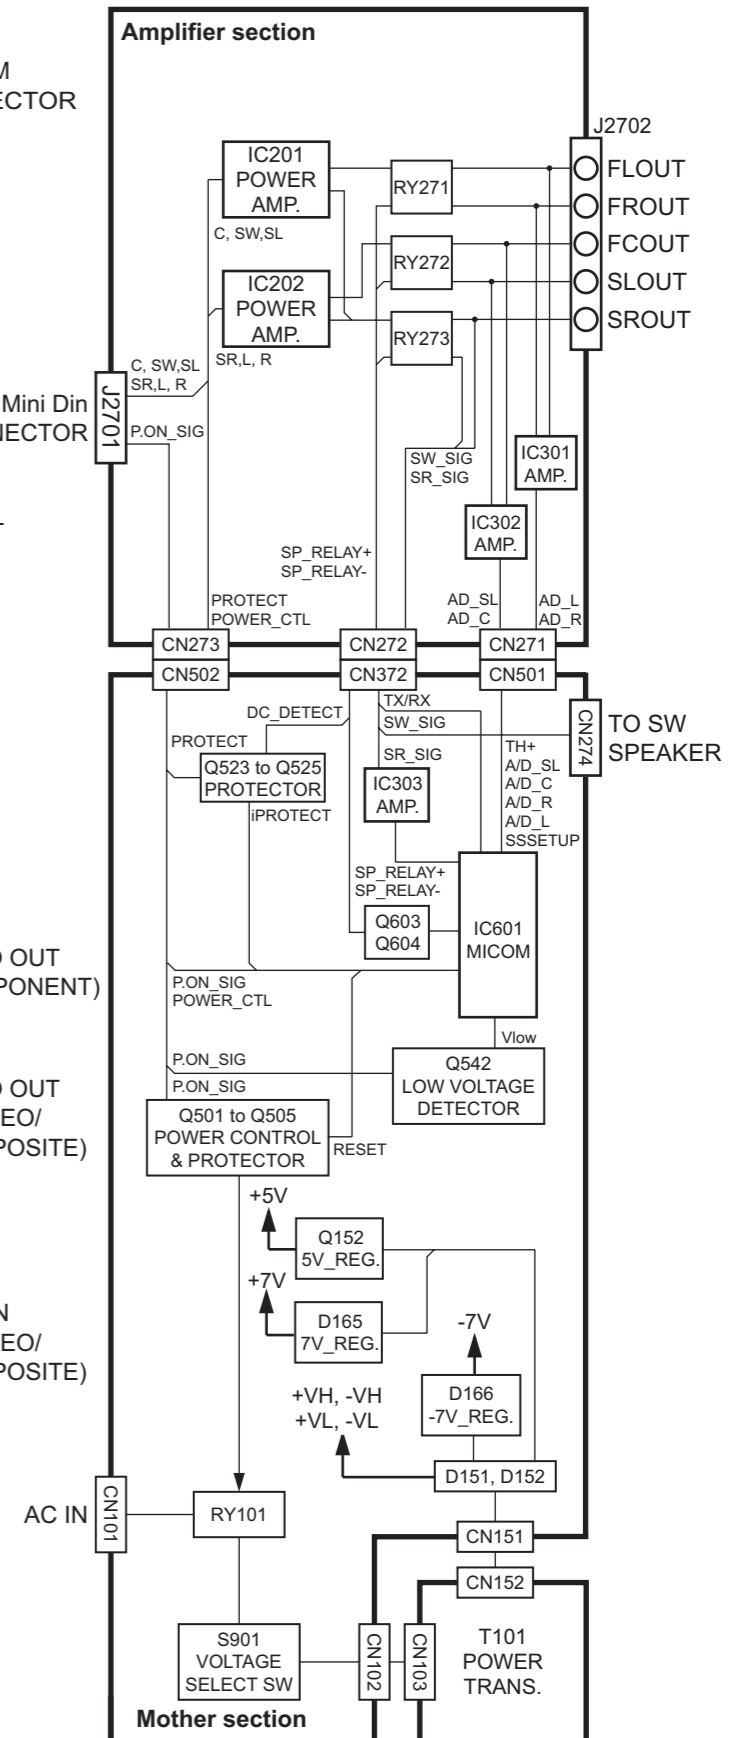 Amplifier section
M
ECTOR
J2702
IC201
POWER
AMP.
RY271
FLOUT
FROUT
C, SW,SL
FCOUT
RY272
IC202
POWER
AMP.
SLOUT
SROUT
RY273
SR,L, R
C, SW,SL
SR,L, R
Mini Din
NECTOR
J2701
P.ON_SIG
IC301
AMP.
SW_SIG
SR_SIG
IC302
AMP.
SP_RELAY+
SP_RELAY-
PROTECT
POWER_CTL
AD_SL
AD_C
AD_L
AD_R
CN273
CN272
CN271
CN502
CN372
CN501
DC_DETECT
TX/RX
SW_SIG
CN274
TO SW
SPEAKER
PROTECT
Q523 to Q525
PROTECTOR
SR_SIG
IC303
AMP.
TH+
A/D_SL
A/D_C
A/D_R
A/D_L
SSSETUP
iPROTECT
SP_RELAY+
SP_RELAY-
Q603
Q604
IC601
MICOM
O OUT
PONENT)
P.ON_SIG
POWER_CTL
Vlow
P.ON_SIG
Q542
LOW VOLTAGE
DETECTOR
O OUT
EO/
POSITE)
P.ON_SIG
Q501 to Q505
POWER CONTROL
& PROTECTOR
RESET
+5V
Q152
5V_REG.
+7V
D165
7V_REG.
-7V
N
EO/
POSITE)
D166
-7V_REG.
+VH, -VH
+VL, -VL
D151, D152
AC IN
CN101
RY101
CN151
CN152
S901
VOLTAGE
SELECT SW
CN102
CN103
T101
POWER
TRANS.
Mother section